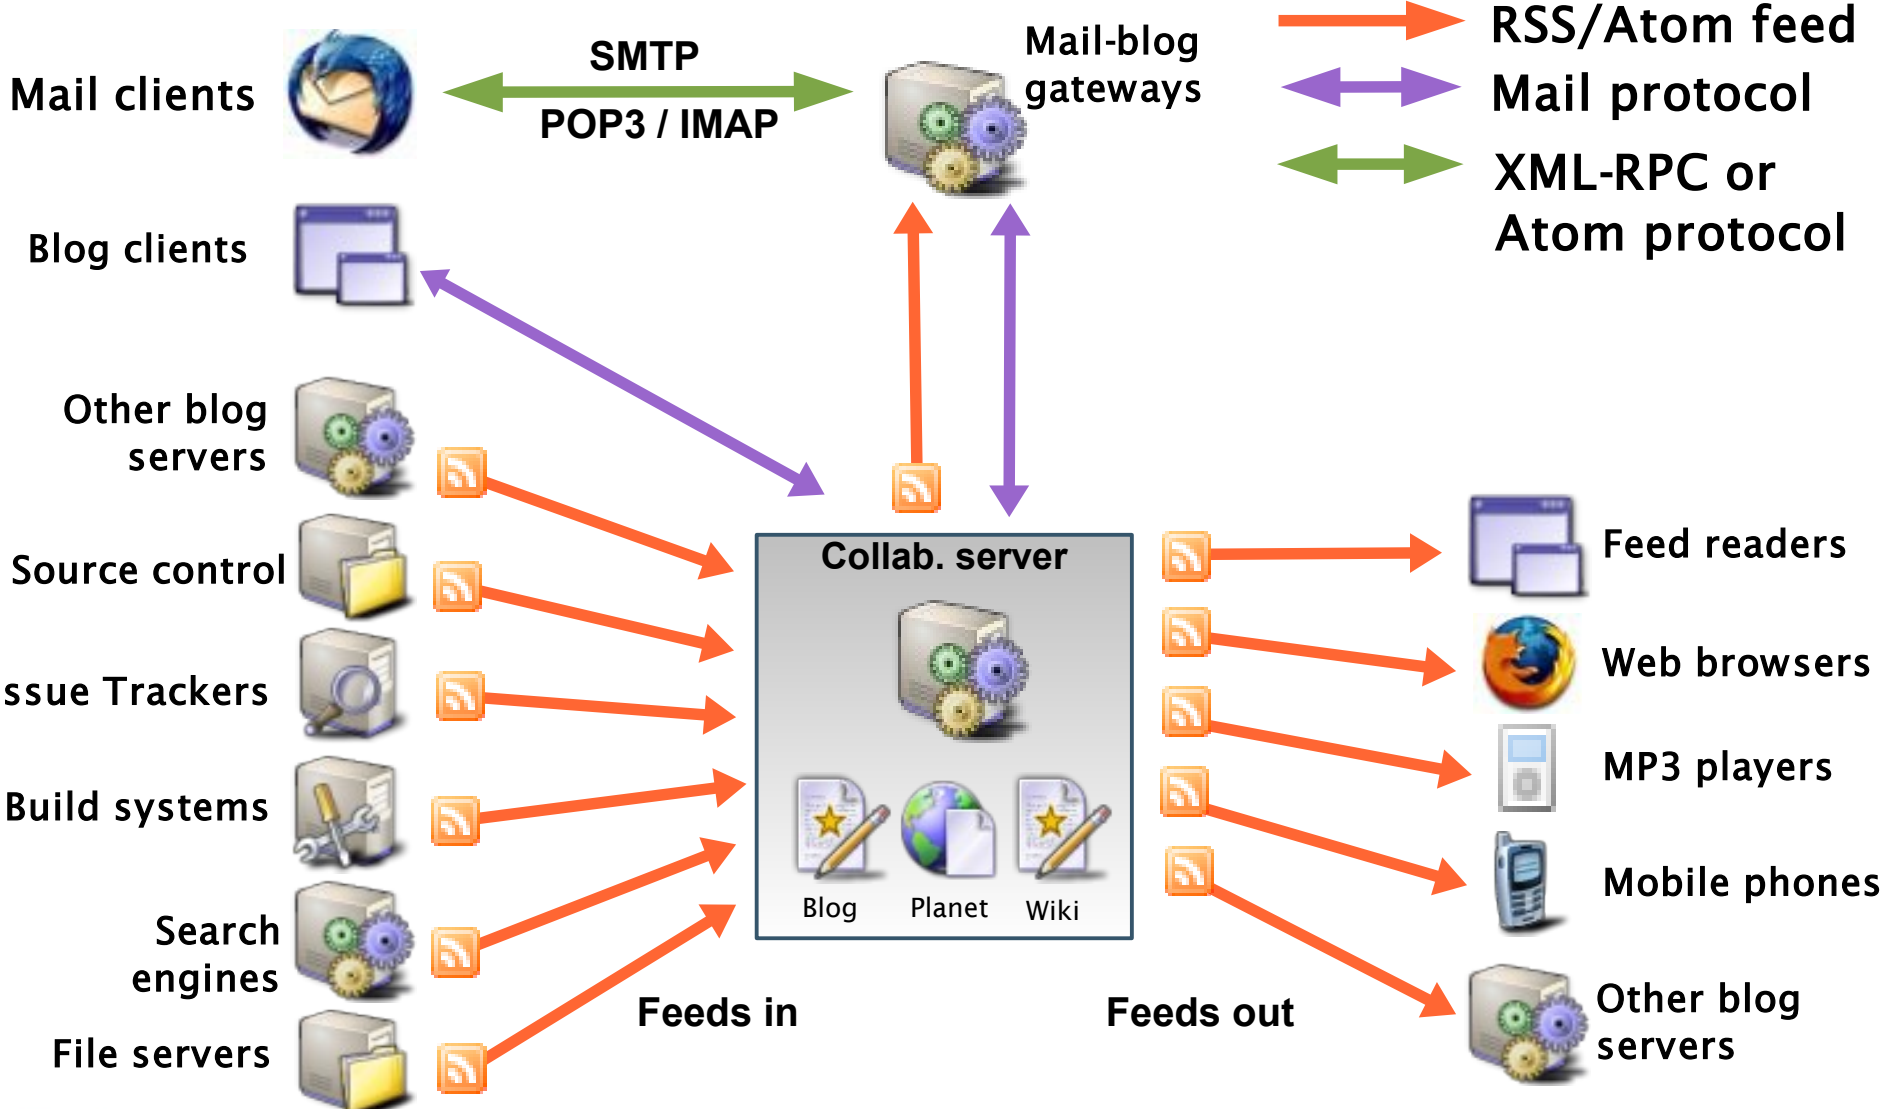 Mail clients
SMTP
POP3 / IMAP
Mail-blog
gateways
RSS/Atom feed
Mail protocol
XML-RPC or
Atom protocol
Blog clients
Other blog
servers
Source control
ssue Trackers
Build systems
Search
engines
File servers
Collab. server
Blog
Planet
Wiki
Feeds in
Feeds out
Feed readers
Web browsers
MP3 players
Mobile phones
Other blog
servers